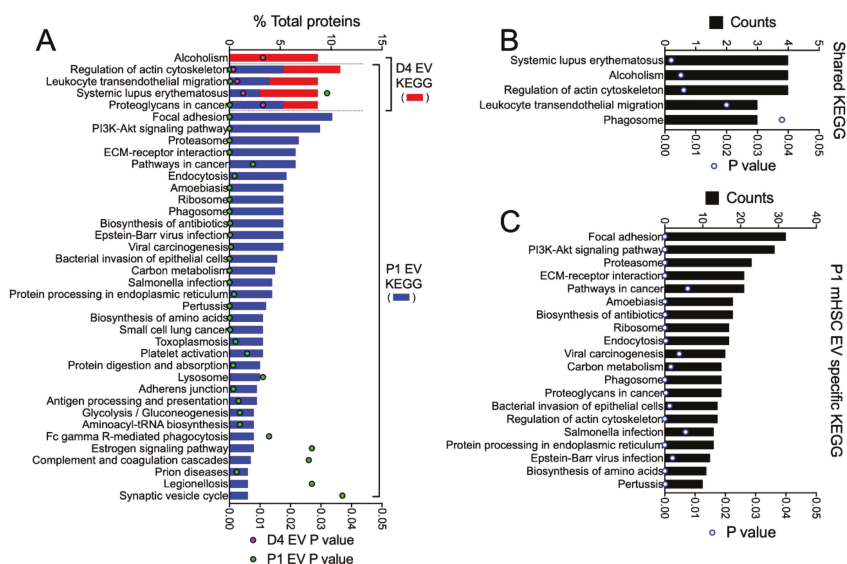 A
% Total proteins
0 5 10 15
Alcoholism
Regulation of actin cytoskeleton
Leukocyte transendothelial migration
Systemic lupus erythematosus
Proteoglycans in cancer
Focal adhesion
PI3K-Akt signaling pathway
Proteasome
ECM-receptor interaction
Pathways in cancer
Endocytosis
Amoebiasis
Ribosome
Phagosome
Biosynthesis of antibiotics
Epstein-Barr virus infection
Viral carcinogenesis
Bacterial invasion of epithelial cells
Carbon metabolism
Salmonella infection
Protein processing in endoplasmic reticulum
Pertussis
Biosynthesis of amino acids
Small cell lung cancer
Toxoplasmosis
Platelet activation
Protein digestion and absorption
Lysosome
Adherens junction
Antigen processing and presentation
Glycolysis / Gluconeogenesis
Aminoacyl-tRNA biosynthesis
Fc gamma R-mediated phagocytosis
Estrogen signaling pathway
Complement and coagulation cascades
Prion diseases
Legionellosis
Synaptic vesicle cycle
0.00 0.01 0.02 0.03 0.04 0.05
D4 EV P value
P1 EV P value
D4 EV
KEGG
( )
P1 EV
KEGG
( )
B
Counts
0 1 2 3 4 5
Systemic lupus erythematosus
Alcoholism
Regulation of actin cytoskeleton
Leukocyte transendothelial migration
Phagosome
0.00 0.01 0.02 0.03 0.04 0.05
P value
Shared KEGG
C
Counts
0 10 20 30 40
Focal adhesion
PI3K-Akt signaling pathway
Proteasome
ECM-receptor interaction
Pathways in cancer
Amoebiasis
Biosynthesis of antibiotics
Ribosome
Endocytosis
Viral carcinogenesis
Carbon metabolism
Phagosome
Proteoglycans in cancer
Bacterial invasion of epithelial cells
Regulation of actin cytoskeleton
Salmonella infection
Protein processing in endoplasmic reticulum
Epstein-Barr virus infection
Biosynthesis of amino acids
Pertussis
0.00 0.01 0.02 0.03 0.04 0.05
P value
P1 mHSC EV specific KEGG